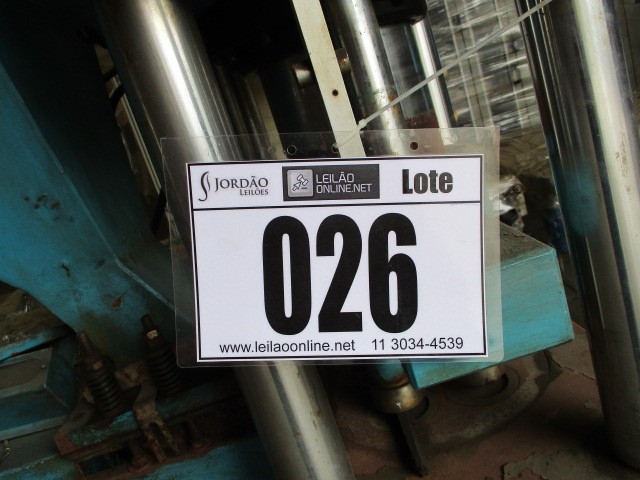 JORDÃO
LEILÕES
LEILÃO
ONLINE.NET
Lote
026
www.leilaoonline.net 11 3034-4539